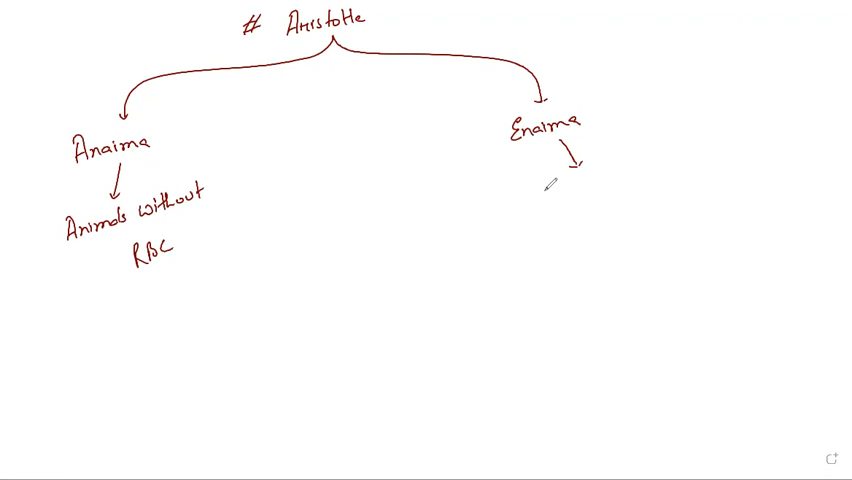 # Aristotle
Anaima
Enaima
Animals without
RBC